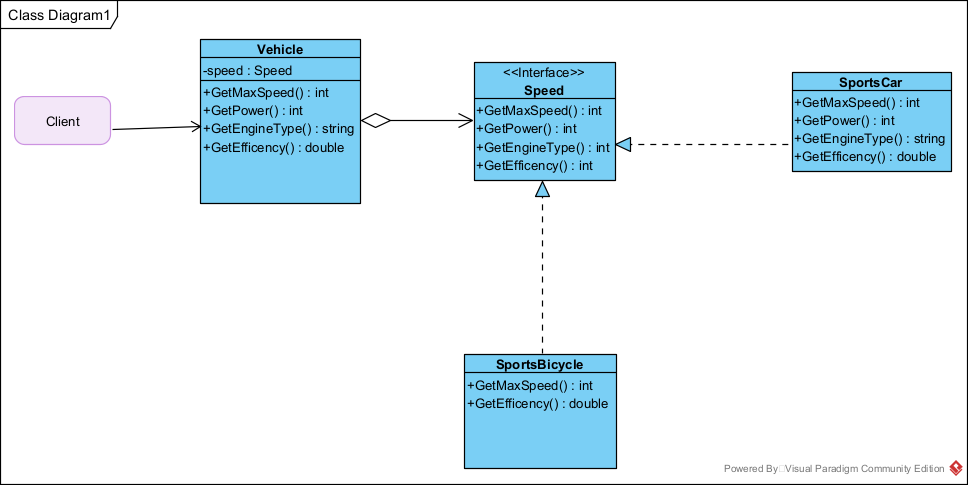 Class Diagram1
Client
Vehicle
-speed : Speed
+GetMaxSpeed() : int
+GetPower() : int
+GetEngineType() : string
+GetEfficency() : double
<<Interface>>
Speed
+GetMaxSpeed() : int
+GetPower() : int
+GetEngineType() : int
+GetEfficency() : int
SportsCar
+GetMaxSpeed() : int
+GetPower() : int
+GetEngineType() : string
+GetEfficency() : double
SportsBicycle
+GetMaxSpeed() : int
+GetEfficency() : double
Powered By Visual Paradigm Community Edition